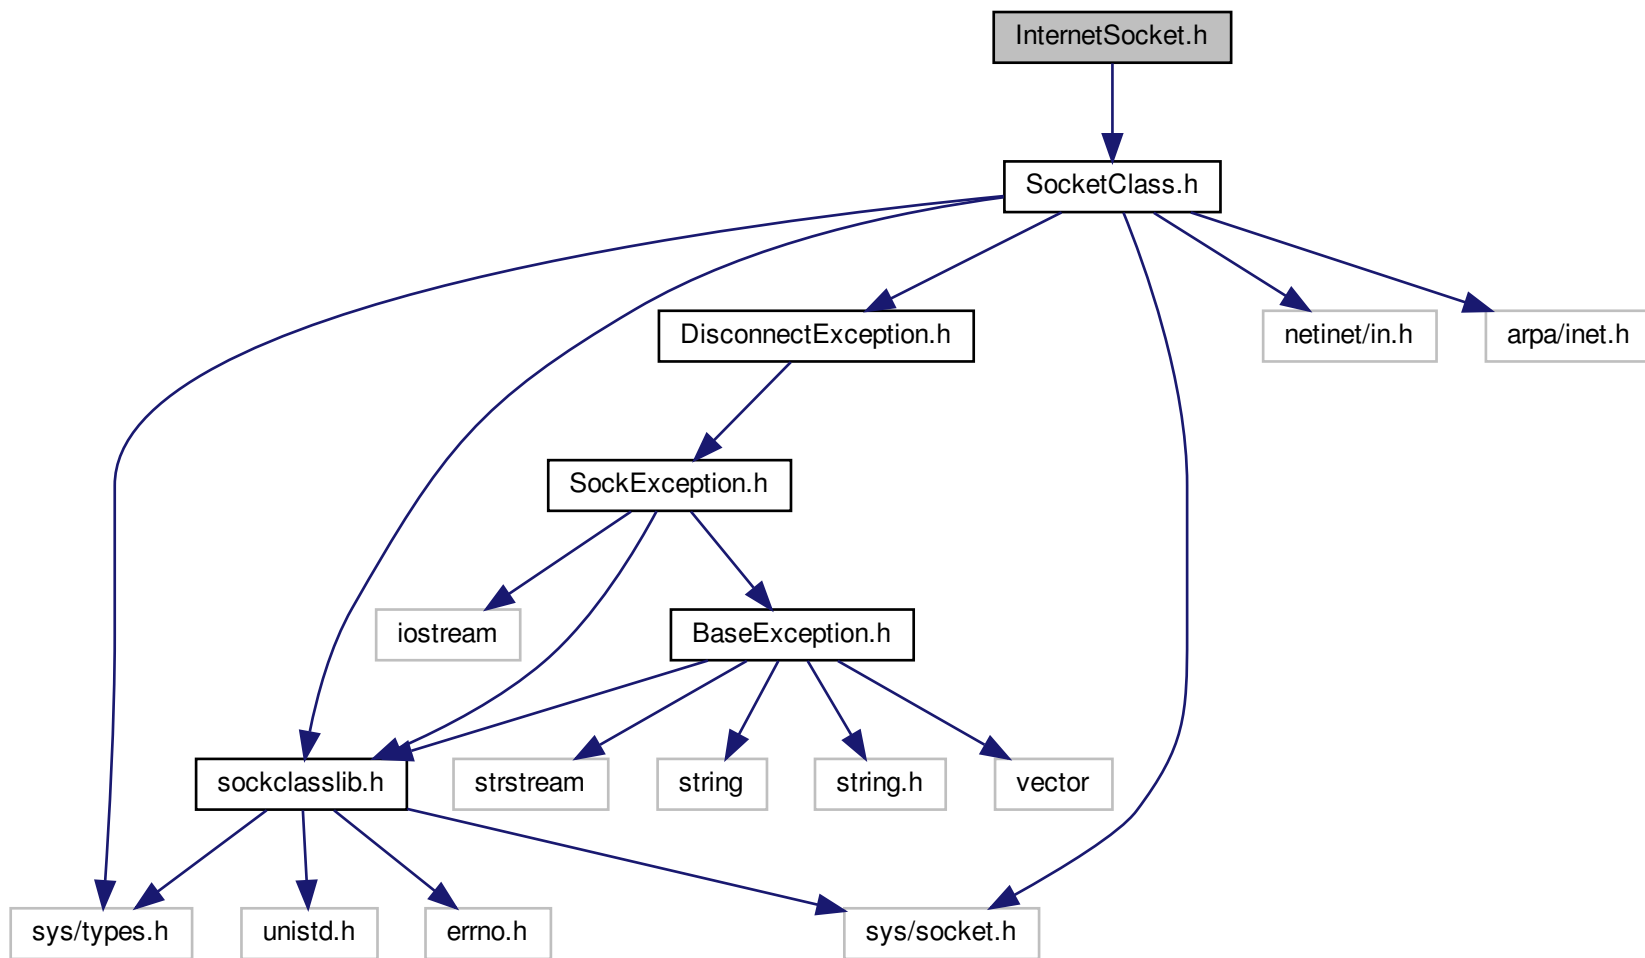 InternetSocket.h
SocketClass.h
DisconnectException.h
netinet/in.h
arpa/inet.h
SockException.h
iostream
BaseException.h
sockclasslib.h
strstream
string
string.h
vector
sys/types.h
unistd.h
errno.h
sys/socket.h